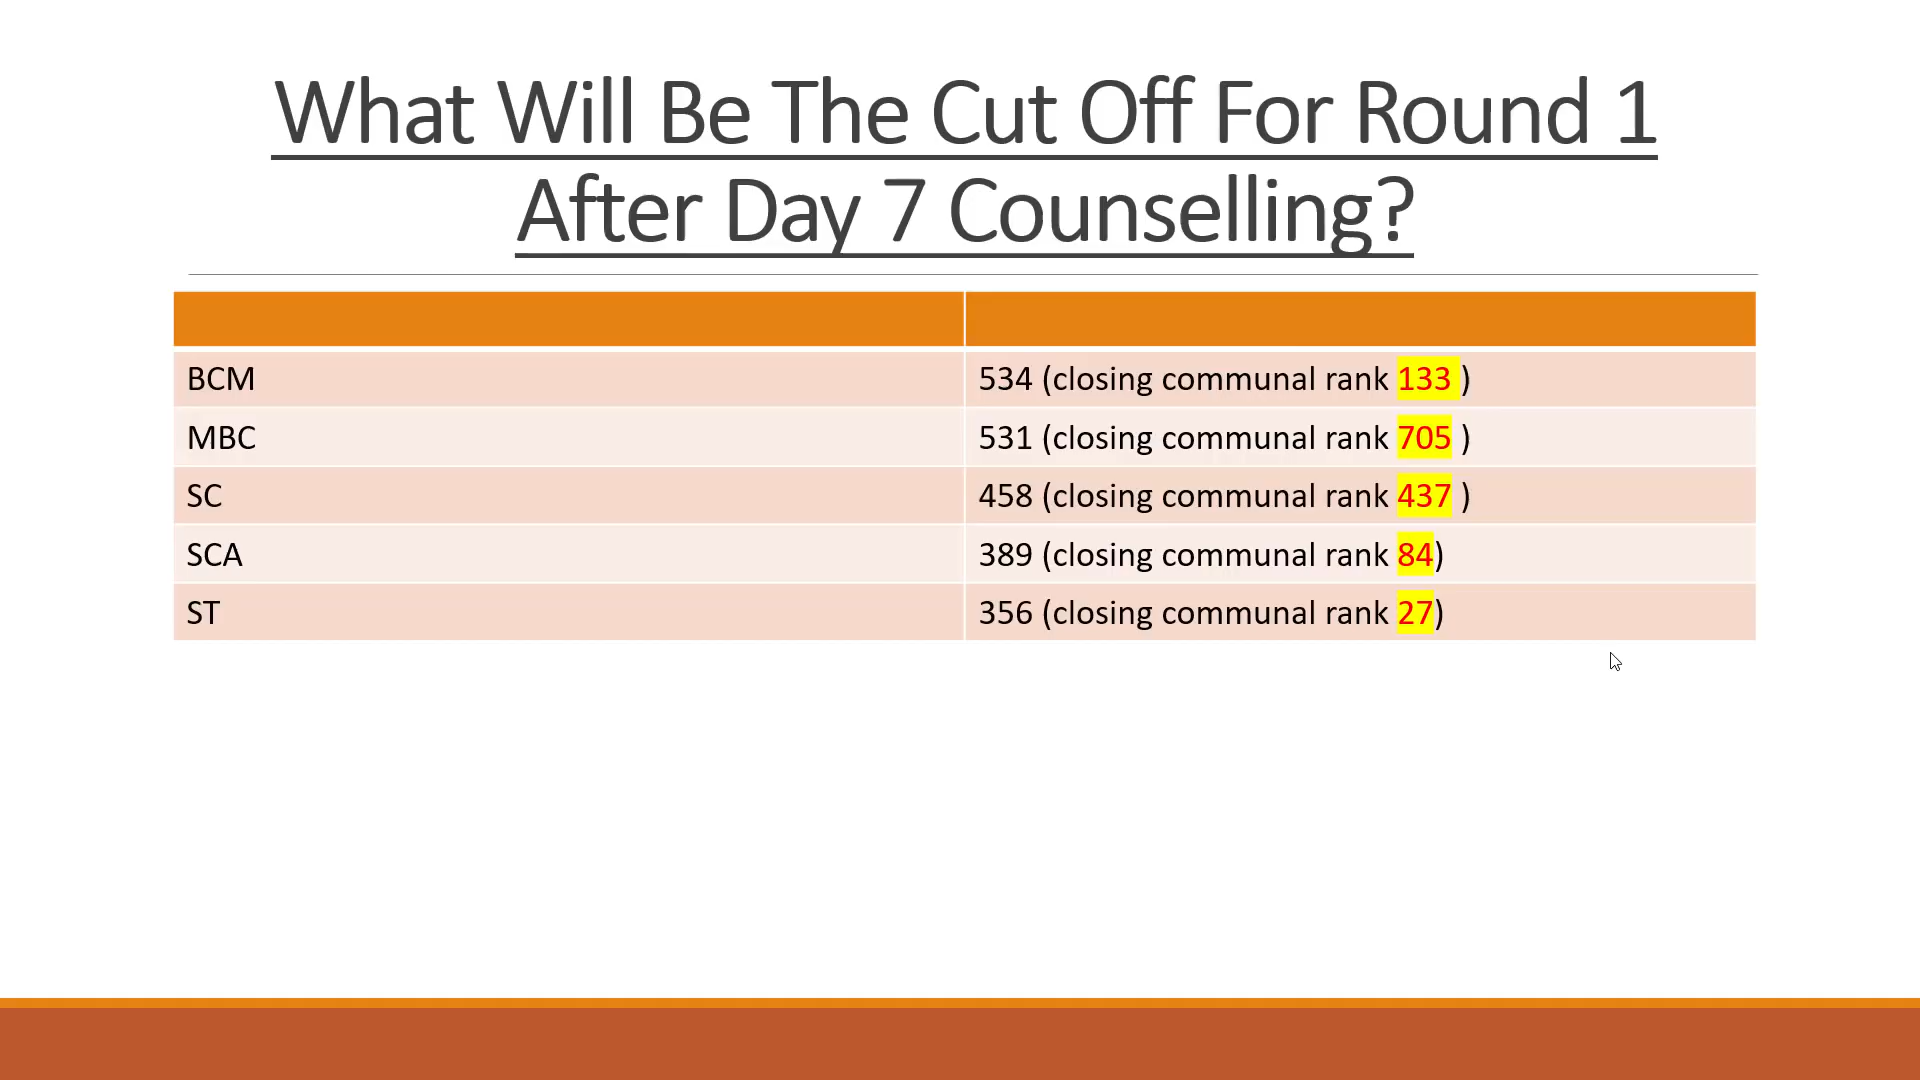 What Will Be The Cut Off For Round 1
After Day 7 Counselling?
BCM 534 (closing communal rank 133 )
MBC 531 (closing communal rank 705 )
SC 458 (closing communal rank 437 )
SCA 389 (closing communal rank 84)
ST 356 (closing communal rank 27)